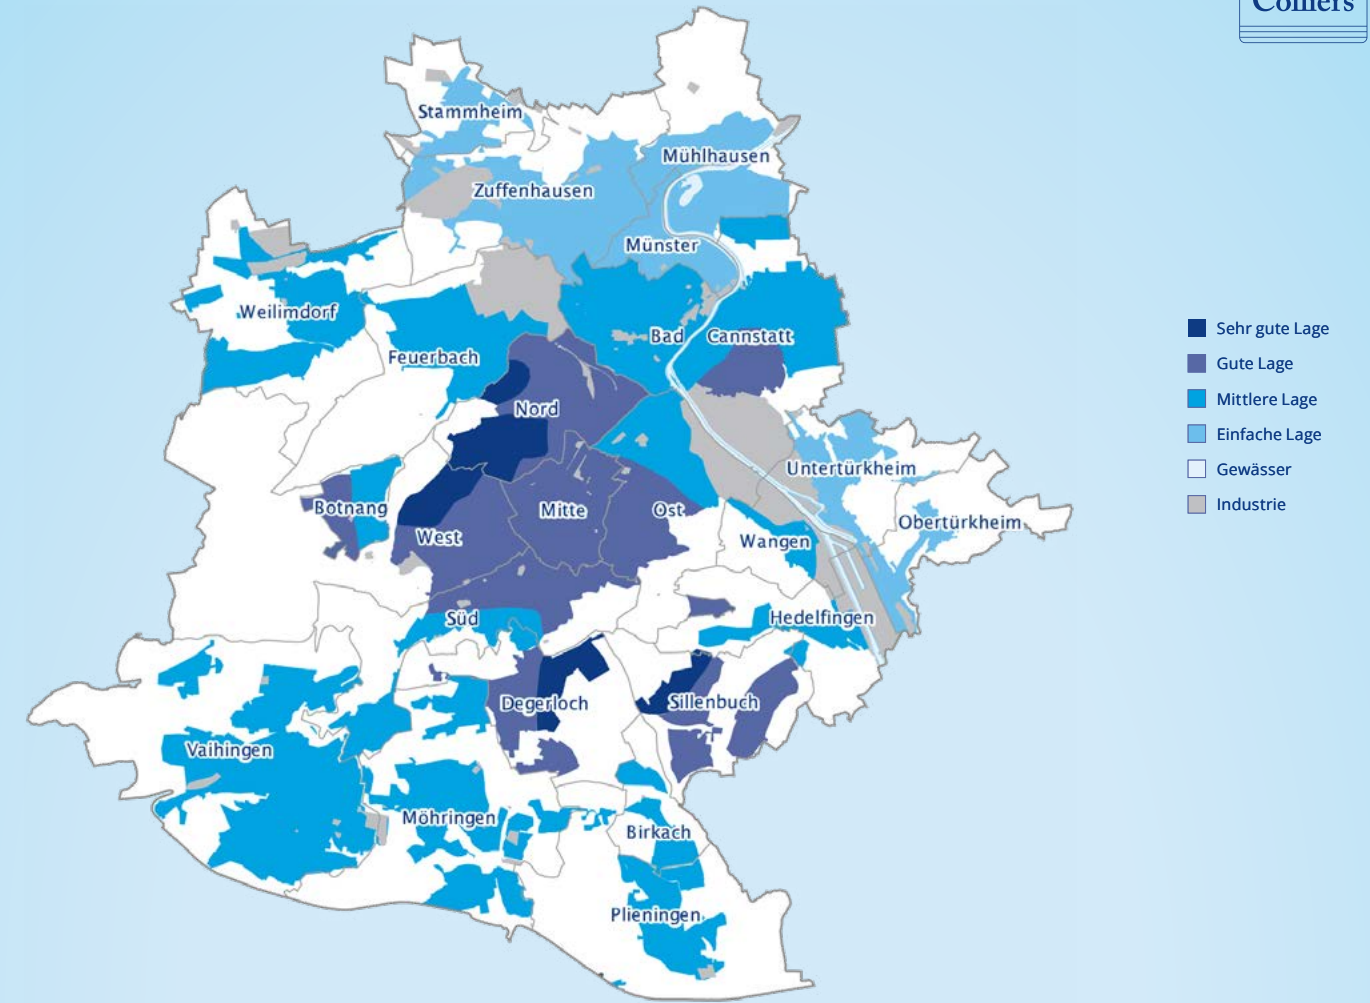 Colliers
Stammheim
Mühlhausen
Zuffenhausen
Münster
Weilimdorf
Bad Cannstatt
Feuerbach
Nord
Untertürkheim
Botnang
Mitte
Ost
Obertürkheim
West
Wangen
Süd
Hedelfingen
Degerloch
Sillenbuch
Vaihingen
Möhringen
Birkach
Plieningen
Sehr gute Lage
Gute Lage
Mittlere Lage
Einfache Lage
Gewässer
Industrie